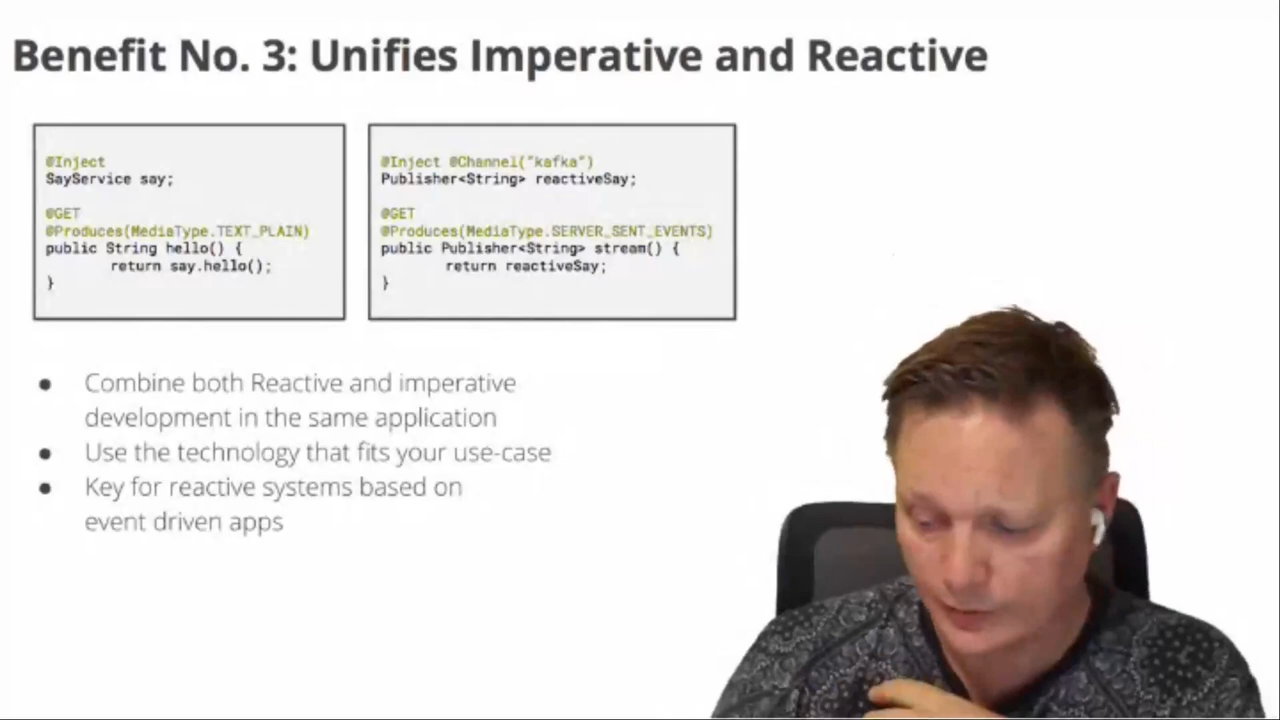 Benefit No. 3: Unifies Imperative and Reactive
@Inject
SayService say;
@GET
@Produces(MediaType.TEXT_PLAIN)
public String hello() {
return say.hello();
}
@Inject @Channel("kafka")
Publisher<String> reactiveSay;
@GET
@Produces(MediaType.SERVER_SENT_EVENTS)
public Publisher<String> stream() {
return reactiveSay;
}
● Combine both Reactive and imperative
development in the same application
● Use the technology that fits your use-case
● Key for reactive systems based on
event driven apps